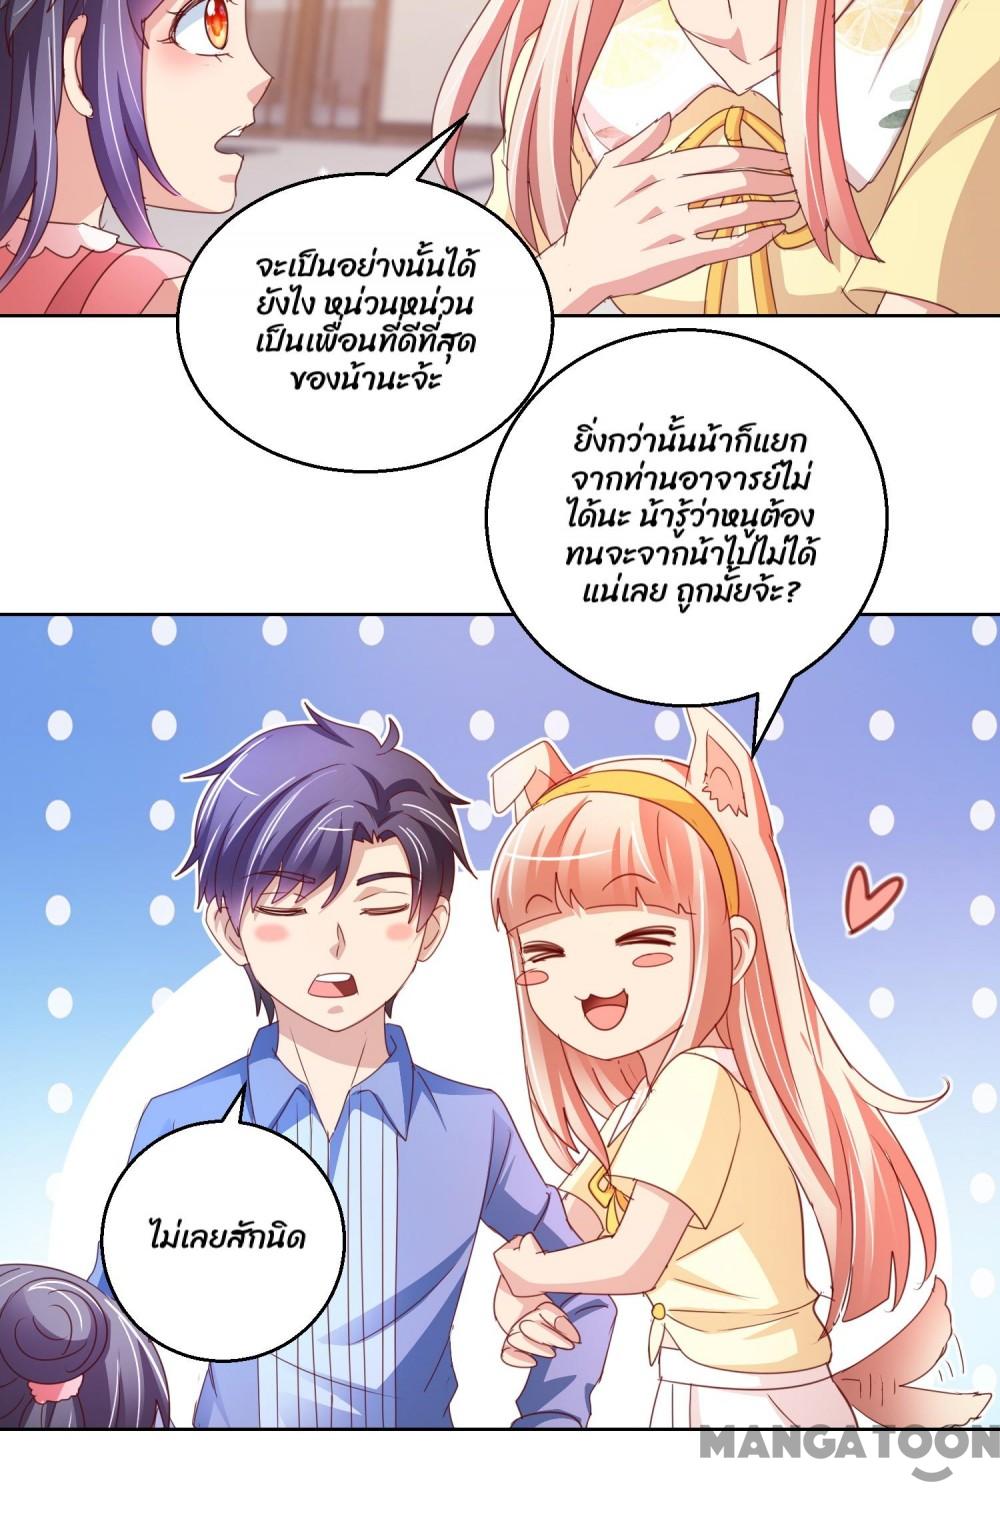 จะเป็นอย่างนั้นได้
ยังไง หน่วนหน่วน
เป็นเพื่อนที่ดีที่สุด
ของน้านะจ้ะ
ยิ่งกว่านั้นน้าก็แยก
จากท่านอาจารย์ไม่
ได้นะ น้ารู้ว่าหนูต้อง
ทนจะจากน้าไปไม่ได้
แน่เลย ถูกมั้ยจ้ะ?
ไม่เลยสักนิด
MANGATOON